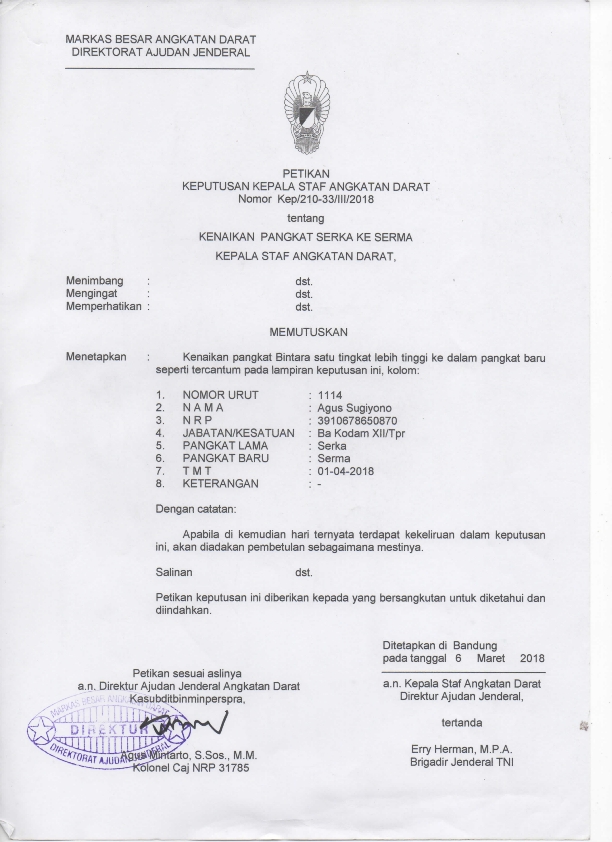 MARKAS BESAR ANGKATAN DARAT
DIREKTORAT AJUDAN JENDERAL
PETIKAN
KEPUTUSAN KEPALA STAF ANGKATAN DARAT
Nomor Kep/210-33/III/2018
tentang
KENAIKAN PANGKAT SERKA KE SERMA
KEPALA STAF ANGKATAN DARAT,
Menimbang : dst.
Mengingat : dst.
Memperhatikan : dst.
MEMUTUSKAN
Menetapkan : Kenaikan pangkat Bintara satu tingkat lebih tinggi ke dalam pangkat baru
seperti tercantum pada lampiran keputusan ini, kolom:
1. NOMOR URUT : 1114
2. N A M A : Agus Sugiyono
3. N R P : 3910678650870
4. JABATAN/KESATUAN : Ba Kodam XII/Tpr
5. PANGKAT LAMA : Serka
6. PANGKAT BARU : Serma
7. T M T : 01-04-2018
8. KETERANGAN : -
Dengan catatan:
Apabila di kemudian hari ternyata terdapat kekeliruan dalam keputusan
ini, akan diadakan pembetulan sebagaimana mestinya.
Salinan dst.
Petikan keputusan ini diberikan kepada yang bersangkutan untuk diketahui dan
diindahkan.
Ditetapkan di Bandung
pada tanggal 6 Maret 2018
a.n. Kepala Staf Angkatan Darat
Direktur Ajudan Jenderal,
tertanda
Erry Herman, M.P.A.
Brigadir Jenderal TNI
Petikan sesuai aslinya
a.n. Direktur Ajudan Jenderal Angkatan Darat
Kasubditbinminperspra,
MARKAS BESAR ANGKATAN DARAT
DIREKTUR
DIREKTORAT AJUDAN JENDERAL
Agus Mintarto, S.Sos., M.M.
Kolonel Caj NRP 31785